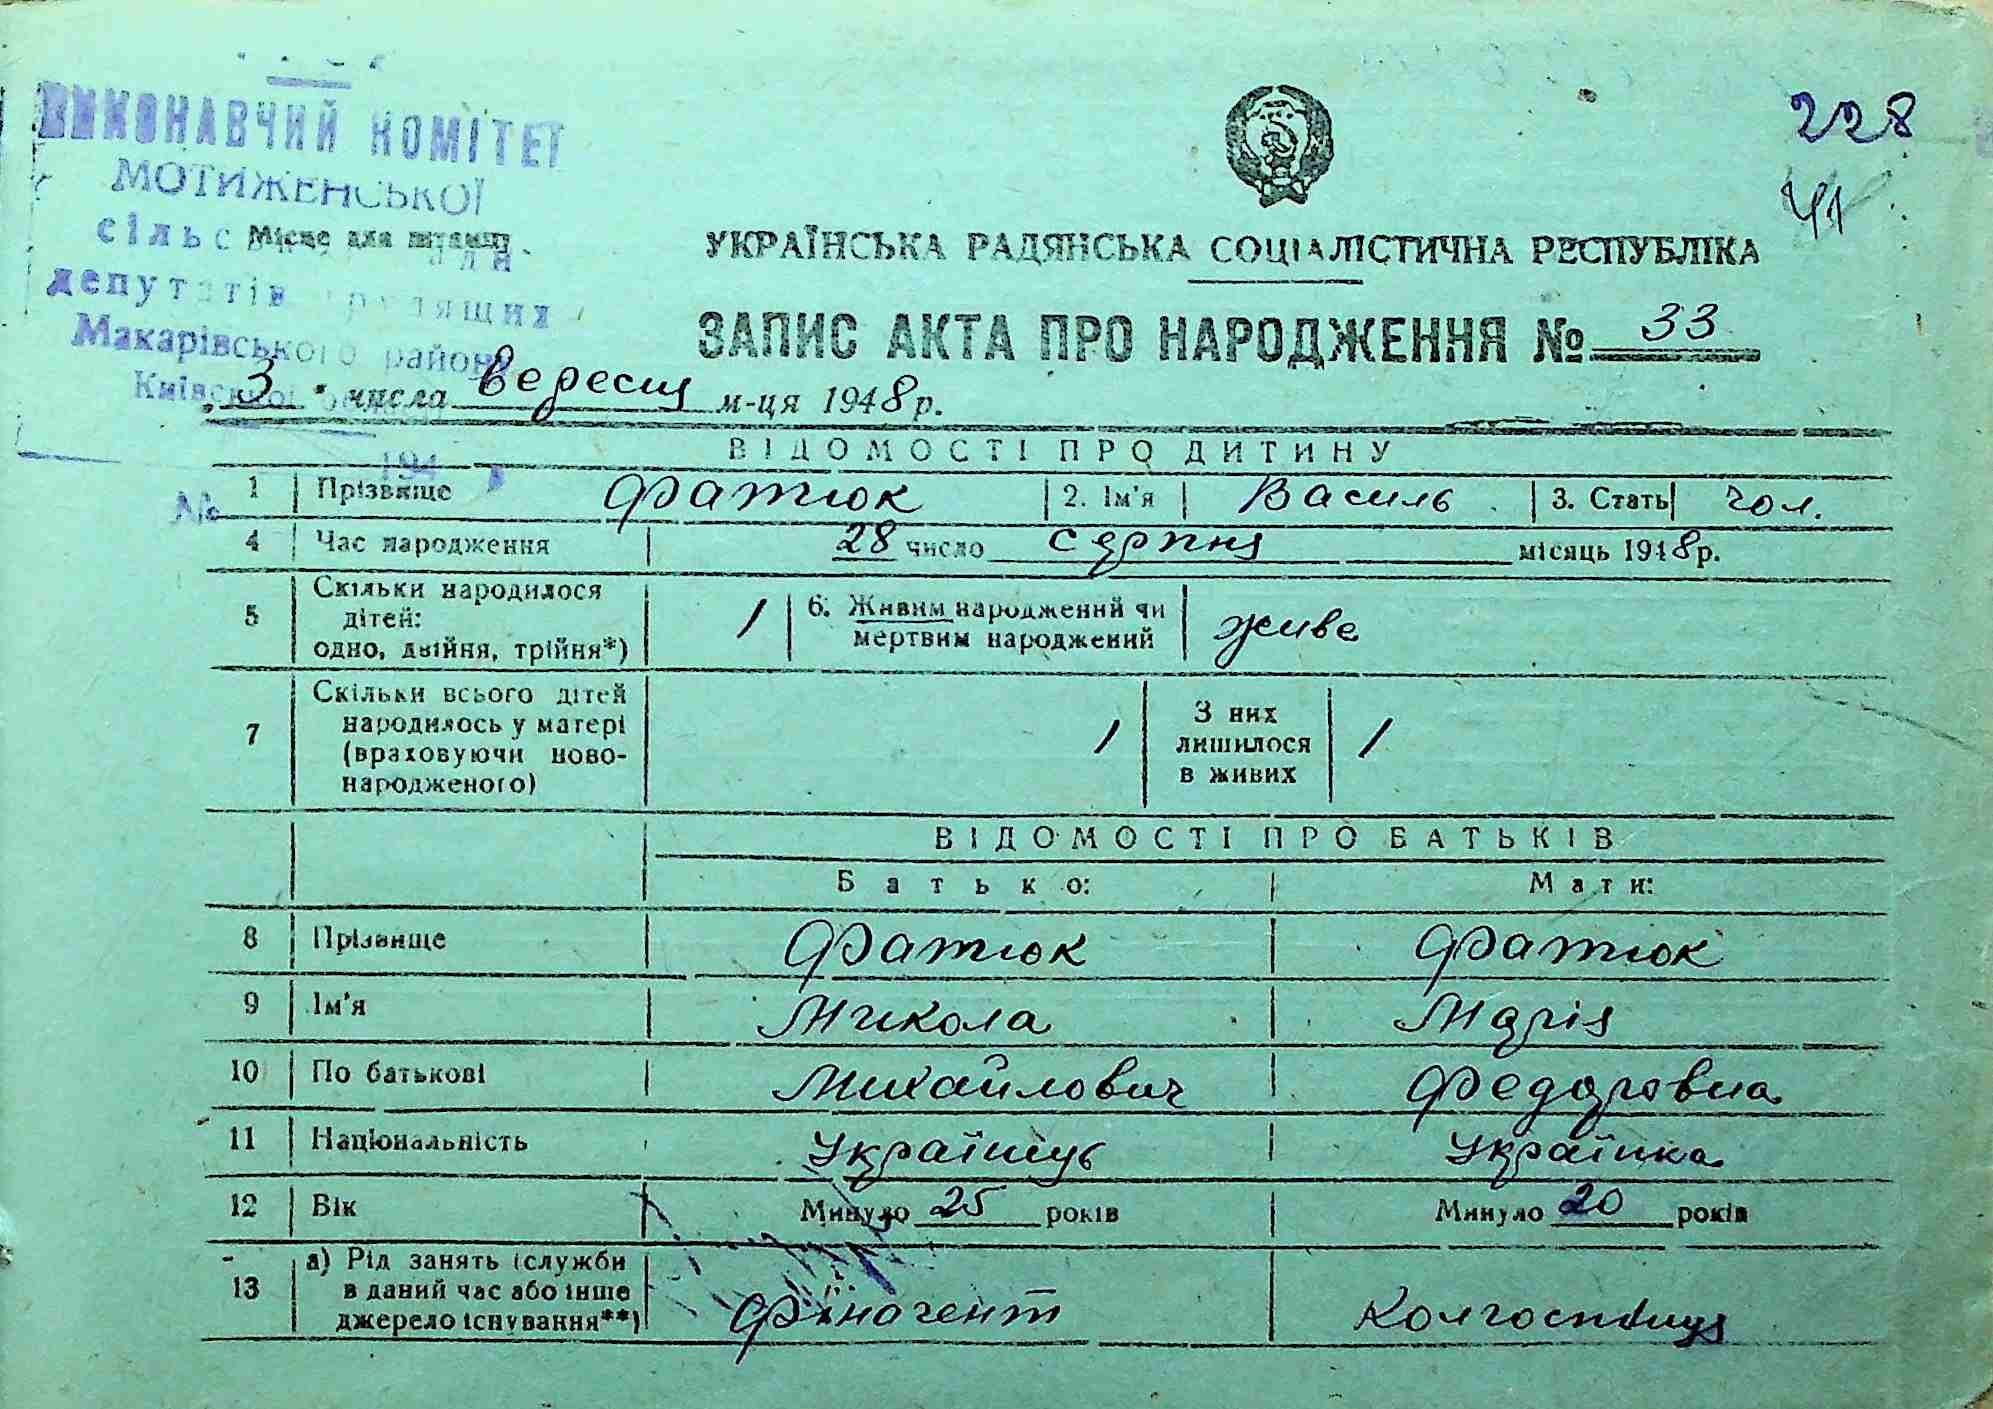 228
41
ВИКОНАВЧИЙ КОМІТЕТ
МОТИЖЕНСЬКОЇ
сільс
Місце для штампу
депутатів трудящих
Макарівського району
Київської
194
№
УКРАЇНСЬКА РАДЯНСЬКА СОЦІАЛІСТИЧНА РЕСПУБЛІКА
ЗАПИС АКТА ПРО НАРОДЖЕННЯ № 33
„3" числа вересня м-ця 1948 р.
ВІДОМОСТІ ПРО ДИТИНУ
1 Прізвище Фатюк 2. Ім'я Василь 3. Стать чол.
4 Час народження 28 число серпня місяць 1948 р.
5 Скільки народилося дітей: одно, двійня, трійня*) 1 6. Живим народжений чи мертвим народжений живе
7 Скільки всього дітей народилось у матері (враховуючи новонародженого) 1 З них лишилося в живих 1
ВІДОМОСТІ ПРО БАТЬКІВ
Батько: Мати:
8 Прізвище Фатюк Фатюк
9 Ім'я Микола Марія
10 По батькові Михайлович Федоровна
11 Національність Українець Українка
12 Вік Минуло 25 років Минуло 20 років
13 а) Рід занять (служби в даний час або інше джерело існування**) Фінагент Колгоспниця